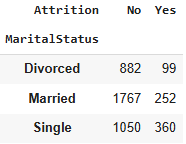 Attrition No Yes
MaritalStatus
Divorced 882 99
Married 1767 252
Single 1050 360